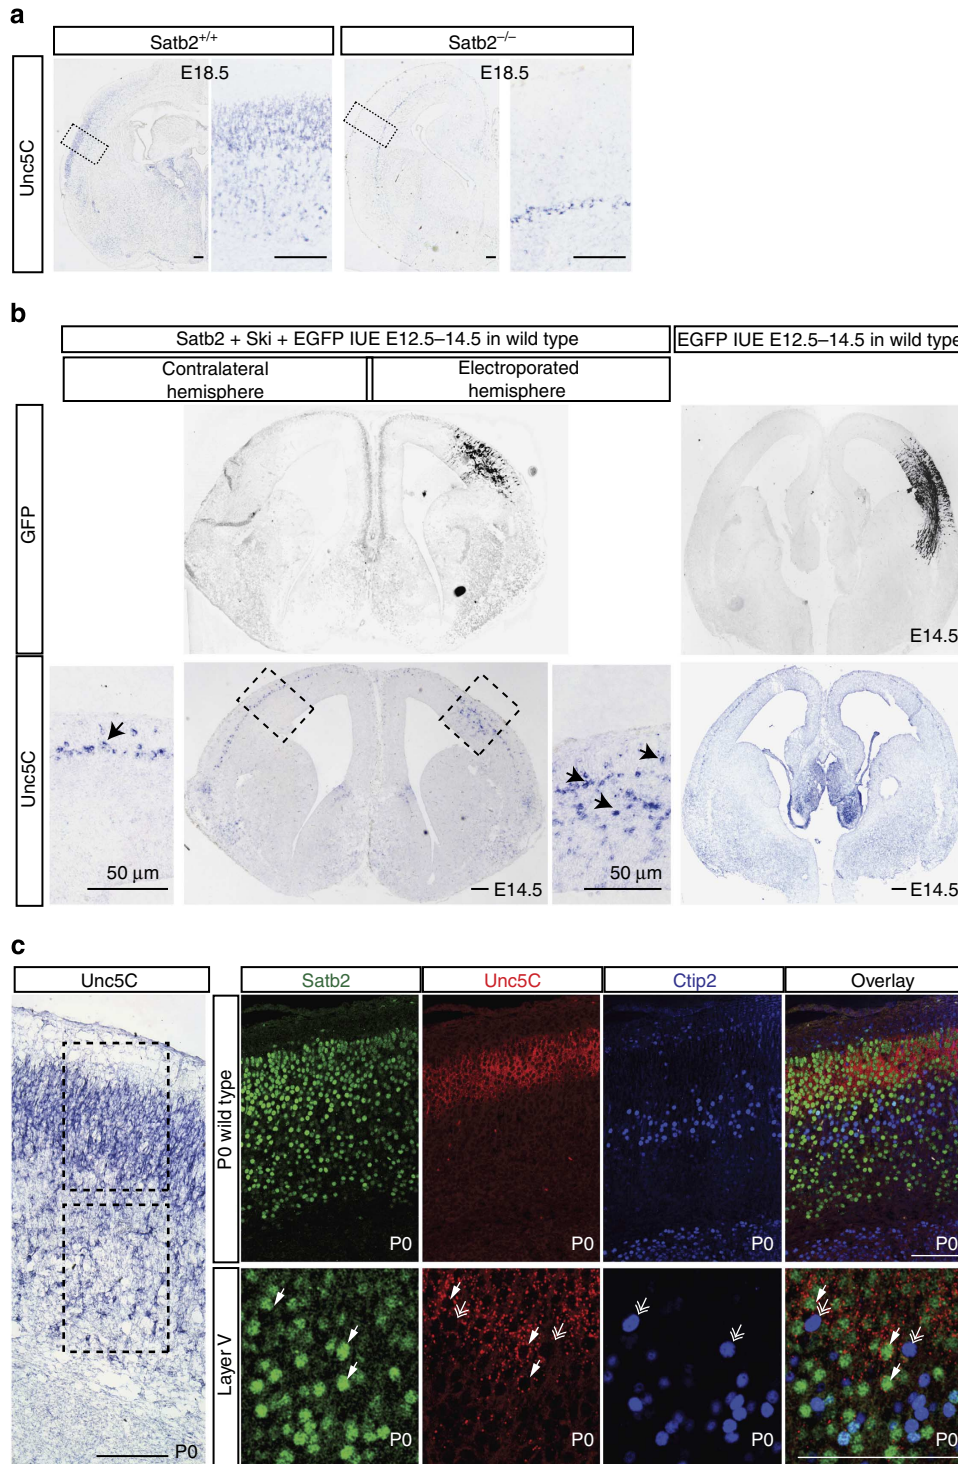 a
Satb2+/+
Satb2−/−
Unc5C
E18.5
E18.5
b
Satb2 + Ski + EGFP IUE E12.5–14.5 in wild type
EGFP IUE E12.5–14.5 in wild type
Contralateral
hemisphere
Electroporated
hemisphere
GFP
E14.5
Unc5C
50 μm
E14.5
50 μm
E14.5
c
Unc5C
Satb2
Unc5C
Ctip2
Overlay
P0 wild type
P0
P0
P0
P0
Layer V
P0
P0
P0
P0
P0